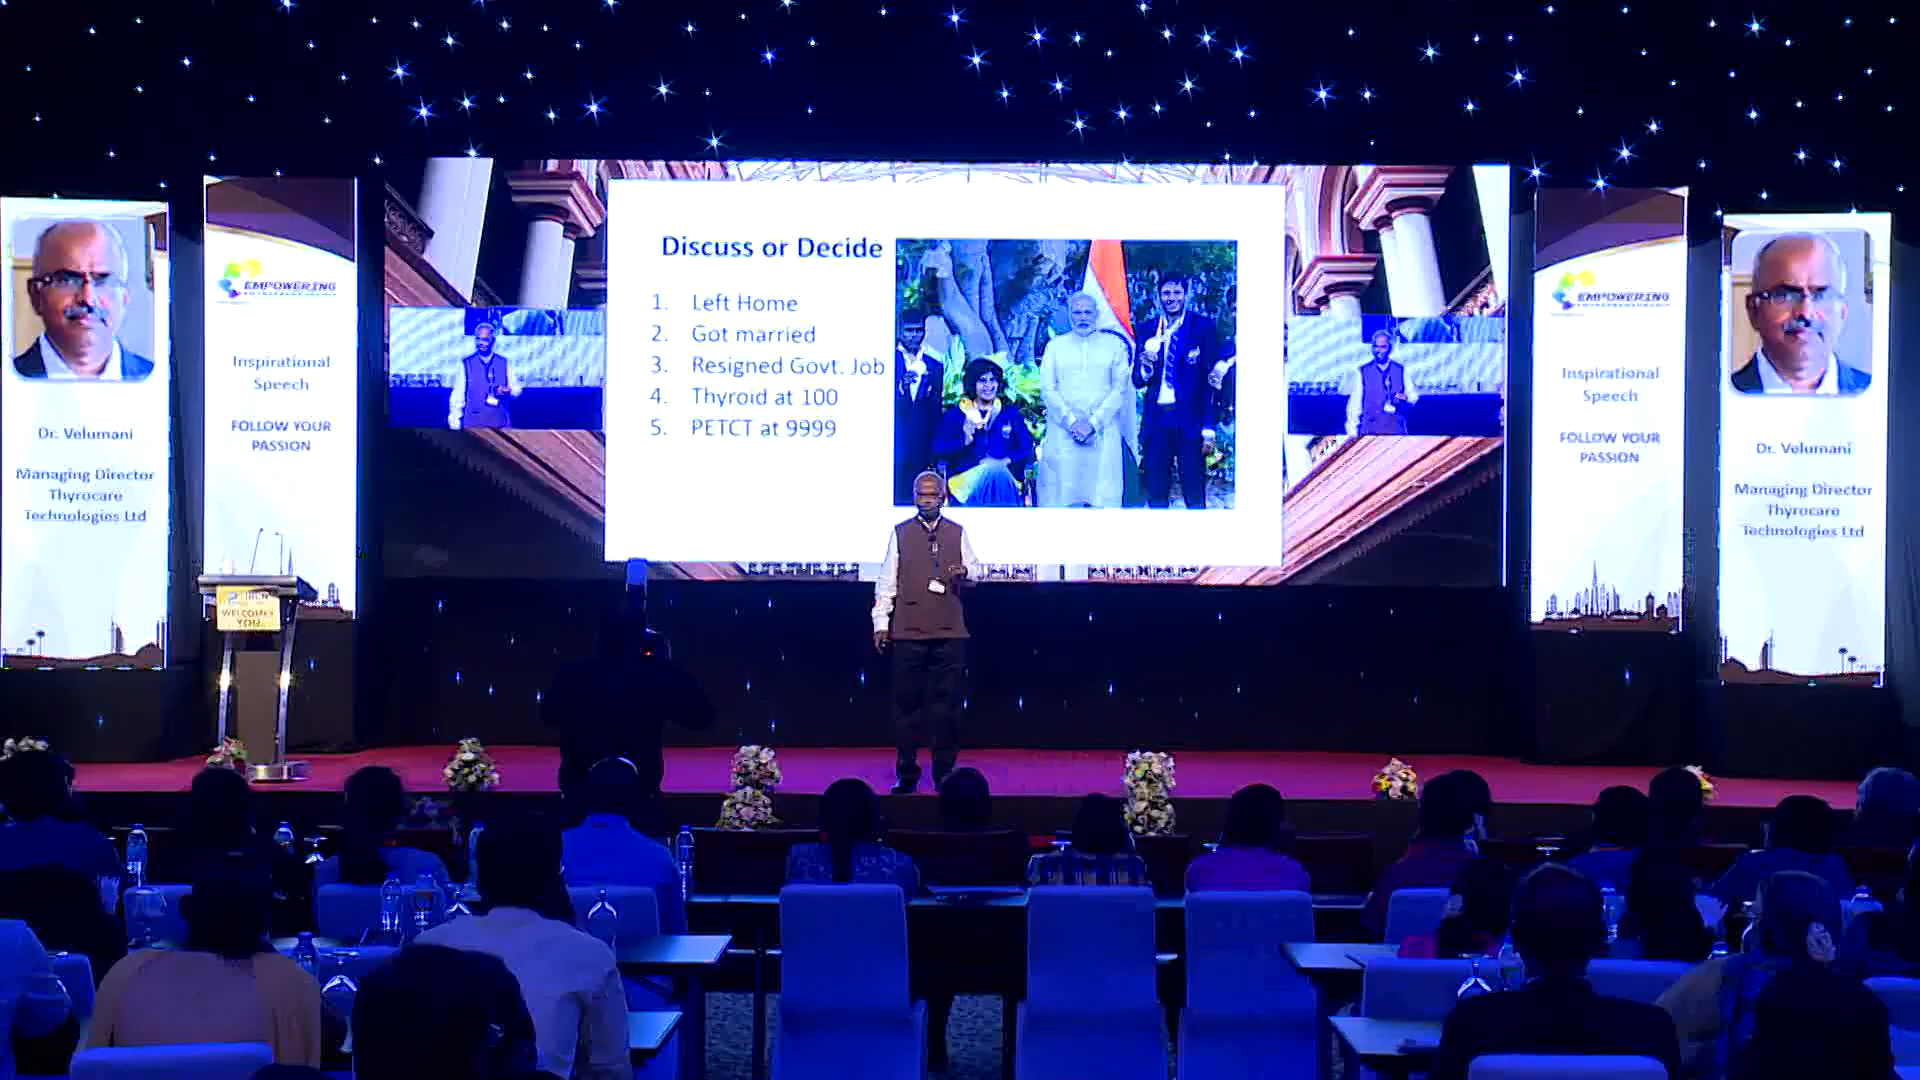 Dr. Velumani
Managing Director
Thyrocare
Technologies Ltd
EMPOWERING
Inspirational
Speech
FOLLOW YOUR
PASSION
WELCOMES
YOU
Discuss or Decide
1. Left Home
2. Got married
3. Resigned Govt. Job
4. Thyroid at 100
5. PETCT at 9999
EMPOWERING
Inspirational
Speech
FOLLOW YOUR
PASSION
Dr. Velumani
Managing Director
Thyrocare
Technologies Ltd